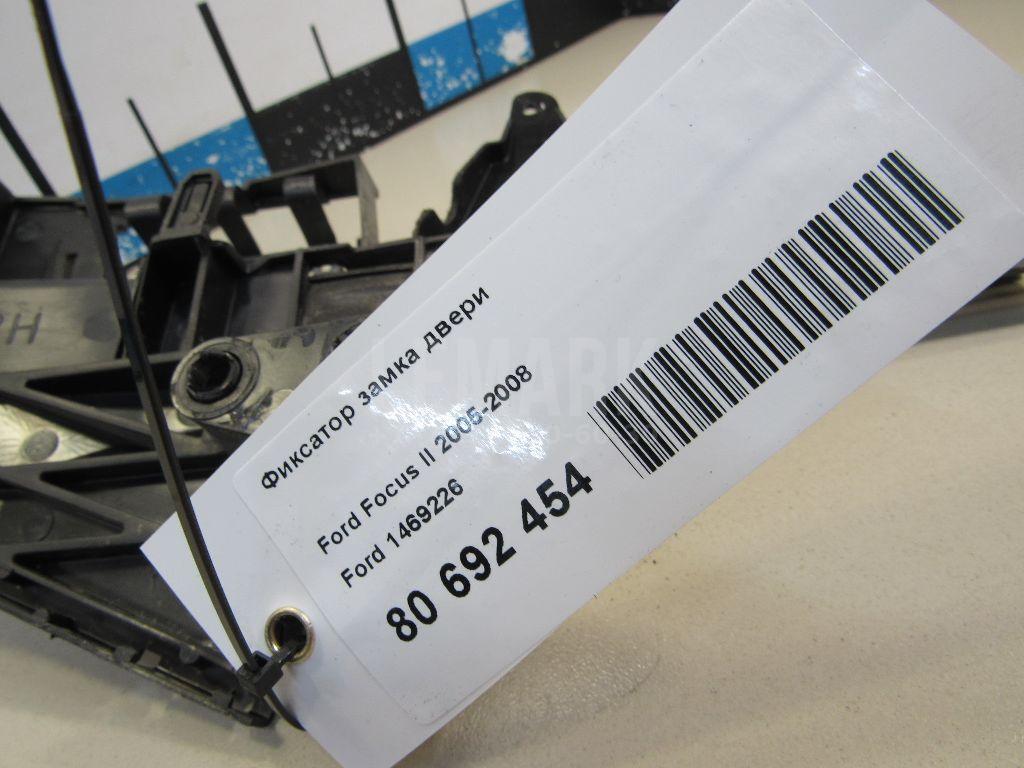 Фиксатор замка двери
Ford Focus II 2005-2008
Ford 1469226
80 692 454